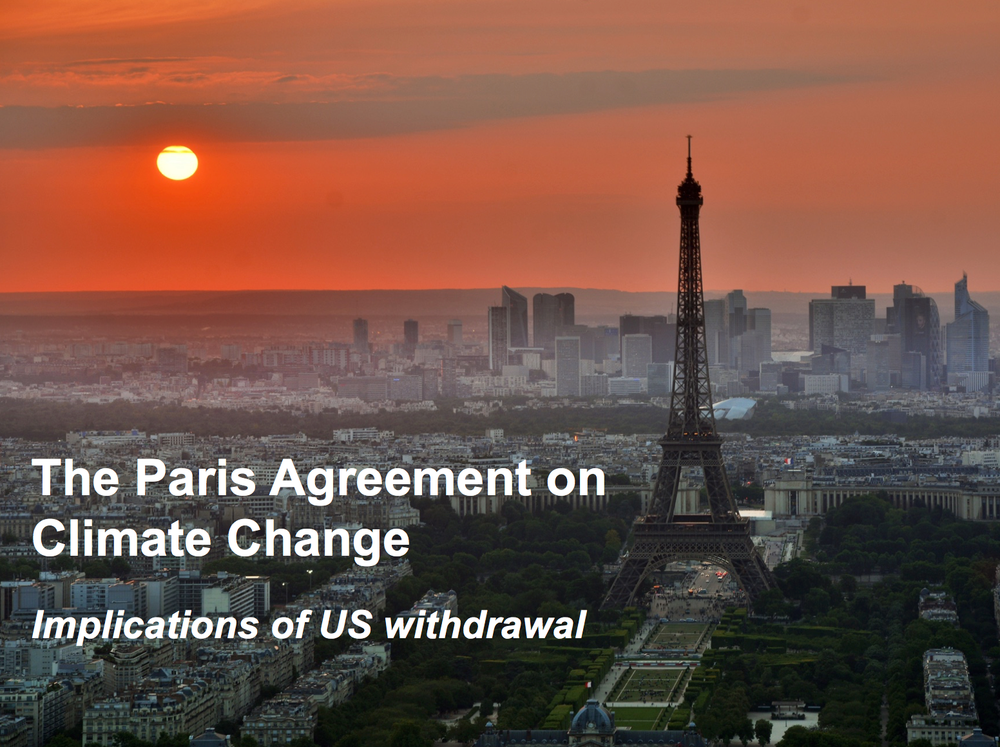 The Paris Agreement on
Climate Change
Implications of US withdrawal